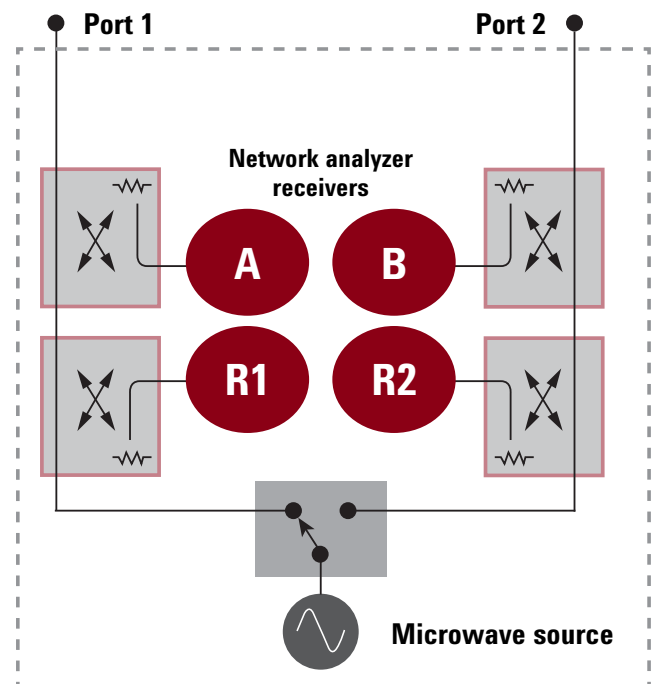 Port 1
Port 2
Network analyzer
receivers
A
B
R1
R2
Microwave source